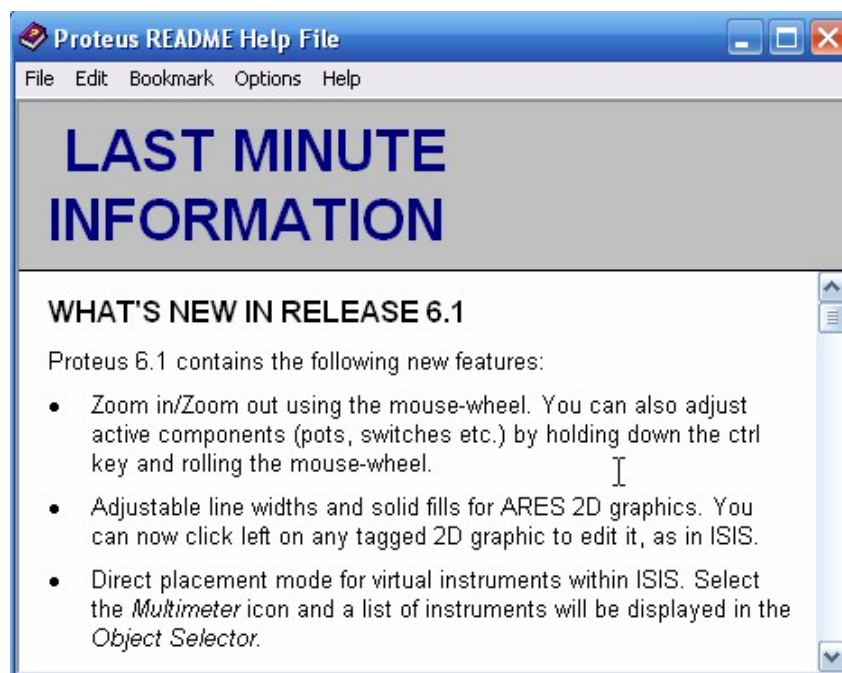 Proteus README Help File
File Edit Bookmark Options Help
LAST MINUTE
INFORMATION
WHAT'S NEW IN RELEASE 6.1
Proteus 6.1 contains the following new features:
• Zoom in/Zoom out using the mouse-wheel. You can also adjust
active components (pots, switches etc.) by holding down the ctrl
key and rolling the mouse-wheel.
• Adjustable line widths and solid fills for ARES 2D graphics. You
can now click left on any tagged 2D graphic to edit it, as in ISIS.
• Direct placement mode for virtual instruments within ISIS. Select
the Multimeter icon and a list of instruments will be displayed in the
Object Selector.